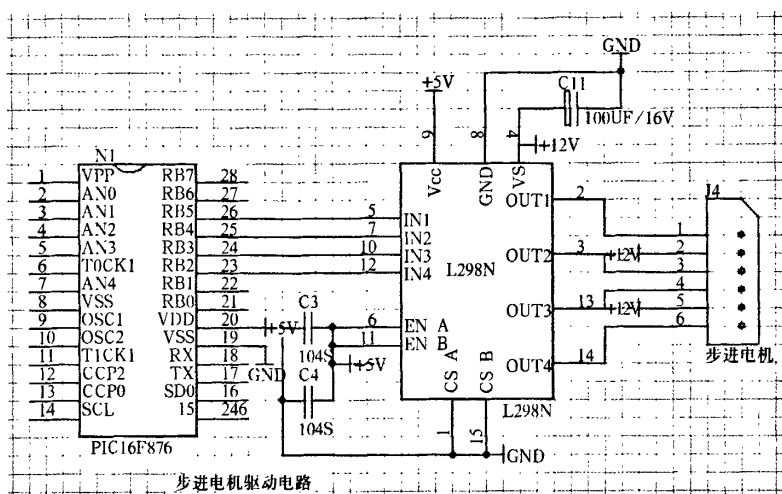 GND
+5V
C11
100UF/16V
+12V
9
8
4
N1
1 VPP RB7 28
2 AN0 RB6 27
3 AN1 RB5 26
4 AN2 RB4 25
5 AN3 RB3 24
6 T0CK1 RB2 23
7 AN4 RB1 22
8 VSS RB0 21
9 OSC1 VDD 20
10 OSC2 VSS 19
11 T1CK1 RX 18
12 CCP2 TX 17
13 CCP0 SD0 16
14 SCL 15 246
PIC16F876
GND
+5V
C3
104S
C4
104S
+5V
5 IN1
7 IN2
10 IN3
12 IN4
6 EN A
11 EN B
Vcc
GND
VS
L298N
CS A
CS B
OUT1 2
OUT2 3
OUT3 13
OUT4 14
L298N
1
15
GND
+12V
+12V
J4
1
2
3
4
5
6
步进电机
步进电机驱动电路